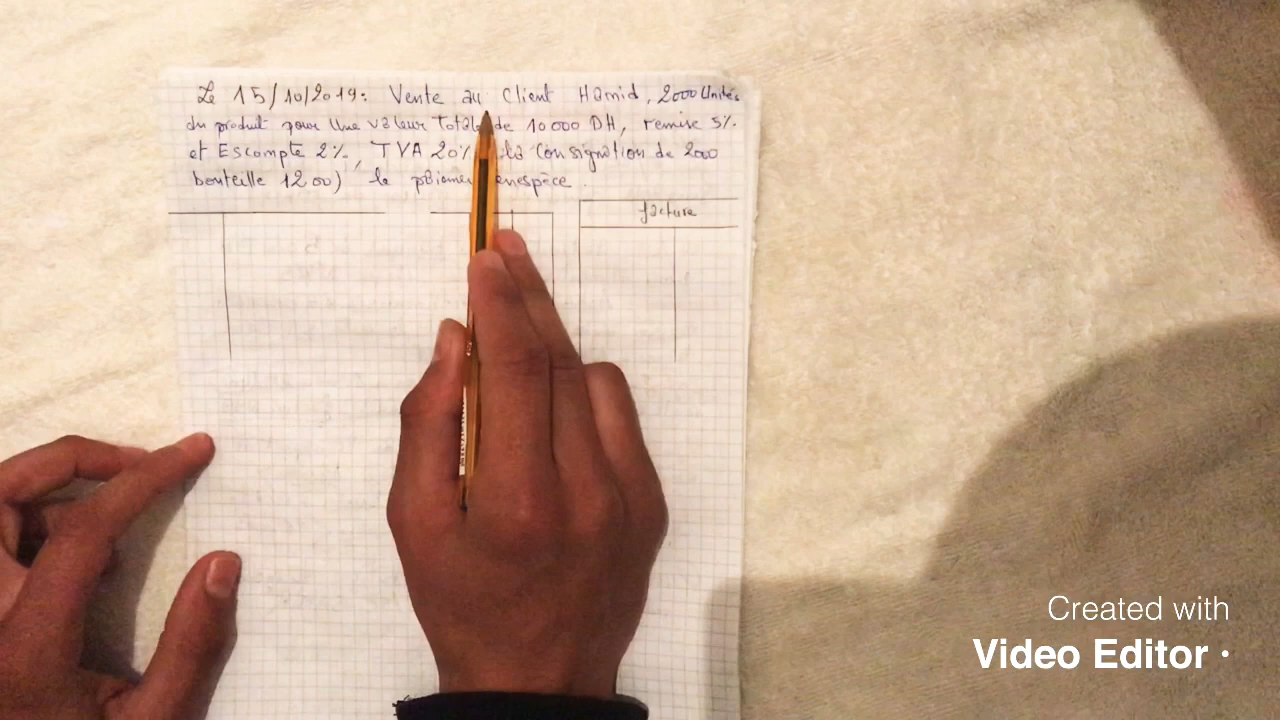 Le 15/10/2019: Vente au Client Hamid, 2000 Unités
du produit pour Une valeur Totale de 10 000 DH, remise 5%
et Escompte 2%, TVA 20% la Consignation de 2000
bouteille 1200) le en espèce.
facture
Created with
Video Editor •